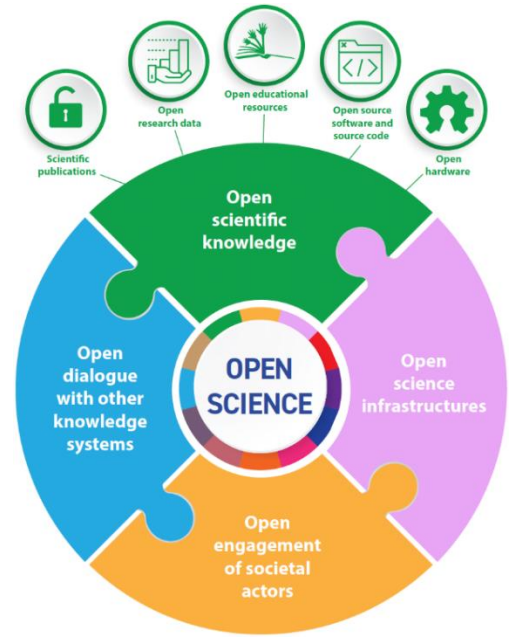 Scientific
publications
Open
research data
Open educational
resources
Open source
software and
source code
Open
hardware
Open
scientific
knowledge
Open
dialogue
with other
knowledge
systems
OPEN
SCIENCE
Open
science
infrastructures
Open
engagement
of societal
actors